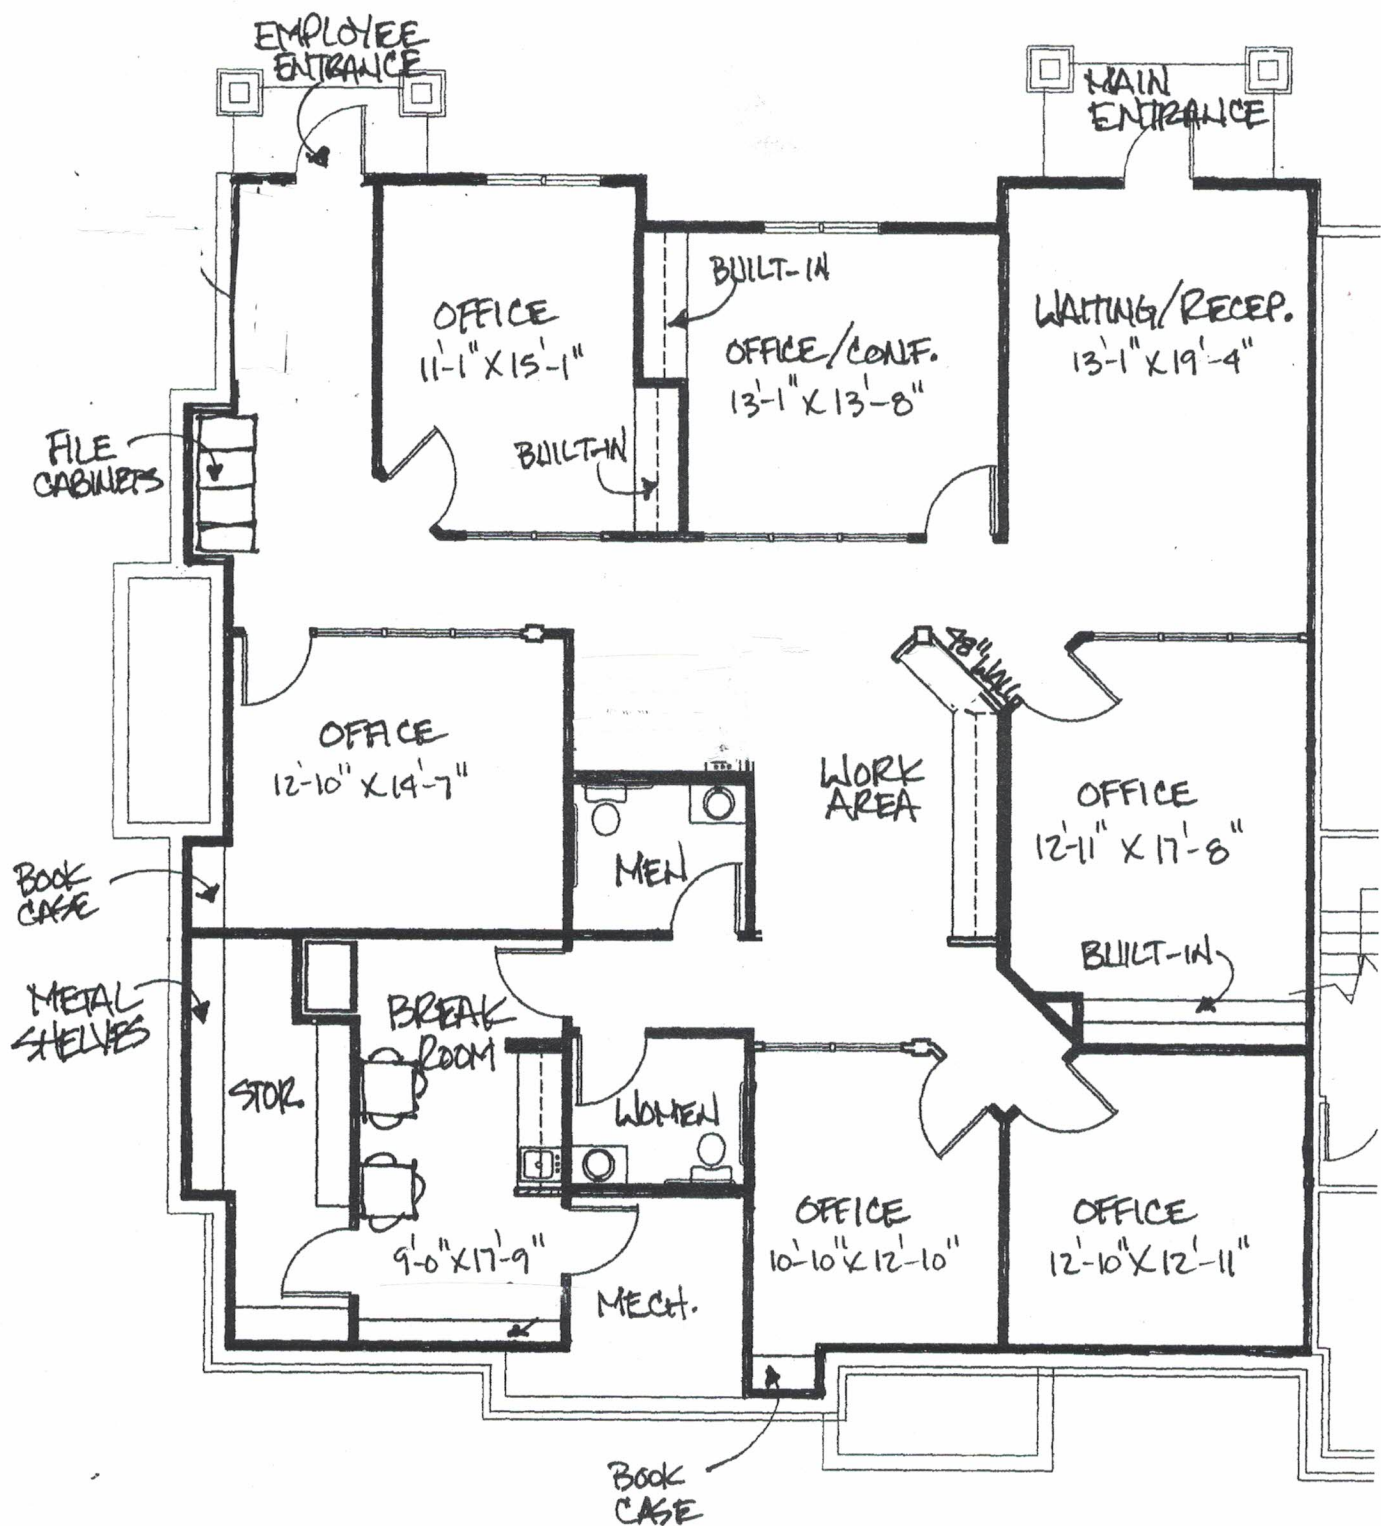 EMPLOYEE
ENTRANCE
MAIN
ENTRANCE
OFFICE
11'-1" X 15'-1"
BUILT-IN
OFFICE/CONF.
13'-1" X 13'-8"
WAITING/RECEP.
13'-1" X 19'-4"
FILE
CABINETS
BUILT-IN
48" WALL
OFFICE
12'-10" X 14'-7"
WORK
AREA
OFFICE
12'-11" X 17'-8"
MEN
BOOK
CASE
BUILT-IN
METAL
SHELVES
BREAK
ROOM
STOR.
WOMEN
9'-0" X 17'-9"
MECH.
OFFICE
10'-10" X 12'-10"
OFFICE
12'-10" X 12'-11"
BOOK
CASE